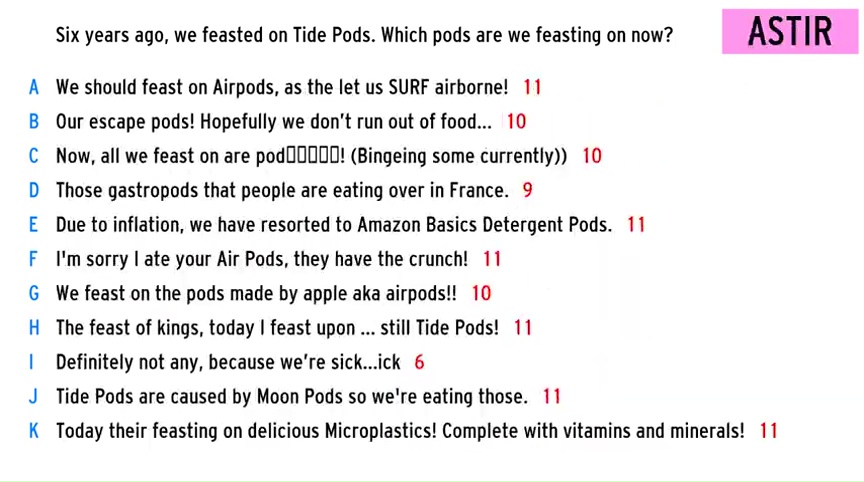 Six years ago, we feasted on Tide Pods. Which pods are we feasting on now?
ASTIR
A We should feast on Airpods, as the let us SURF airborne! 11
B Our escape pods! Hopefully we don't run out of food... 10
C Now, all we feast on are pod▯▯▯▯▯! (Bingeing some currently)) 10
D Those gastropods that people are eating over in France. 9
E Due to inflation, we have resorted to Amazon Basics Detergent Pods. 11
F I'm sorry I ate your Air Pods, they have the crunch! 11
G We feast on the pods made by apple aka airpods!! 10
H The feast of kings, today I feast upon ... still Tide Pods! 11
I Definitely not any, because we're sick...ick 6
J Tide Pods are caused by Moon Pods so we're eating those. 11
K Today their feasting on delicious Microplastics! Complete with vitamins and minerals! 11